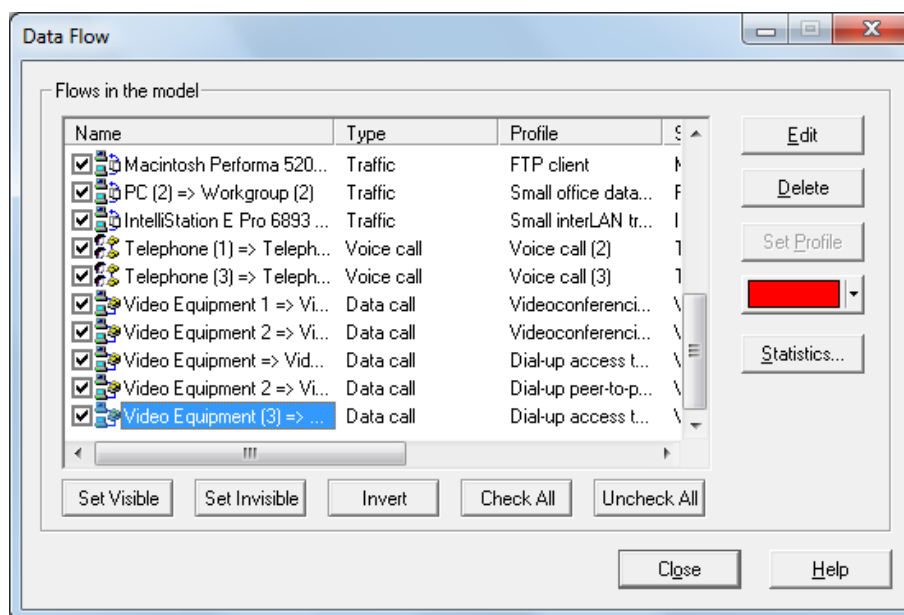 Data Flow
Flows in the model
Name Type Profile
Macintosh Performa 520... Traffic FTP client
PC (2) => Workgroup (2) Traffic Small office data...
IntelliStation E Pro 6893 ... Traffic Small interLAN tr...
Telephone (1) => Teleph... Voice call Voice call (2)
Telephone (3) => Teleph... Voice call Voice call (3)
Video Equipment 1 => Vi... Data call Videoconferenci...
Video Equipment 2 => Vi... Data call Videoconferenci...
Video Equipment => Vid... Data call Dial-up access t...
Video Equipment 2 => Vi... Data call Dial-up peer-to-p...
Video Equipment (3) => ... Data call Dial-up access t...
Edit
Delete
Set Profile
Statistics...
Set Visible Set Invisible Invert Check All Uncheck All
Close Help